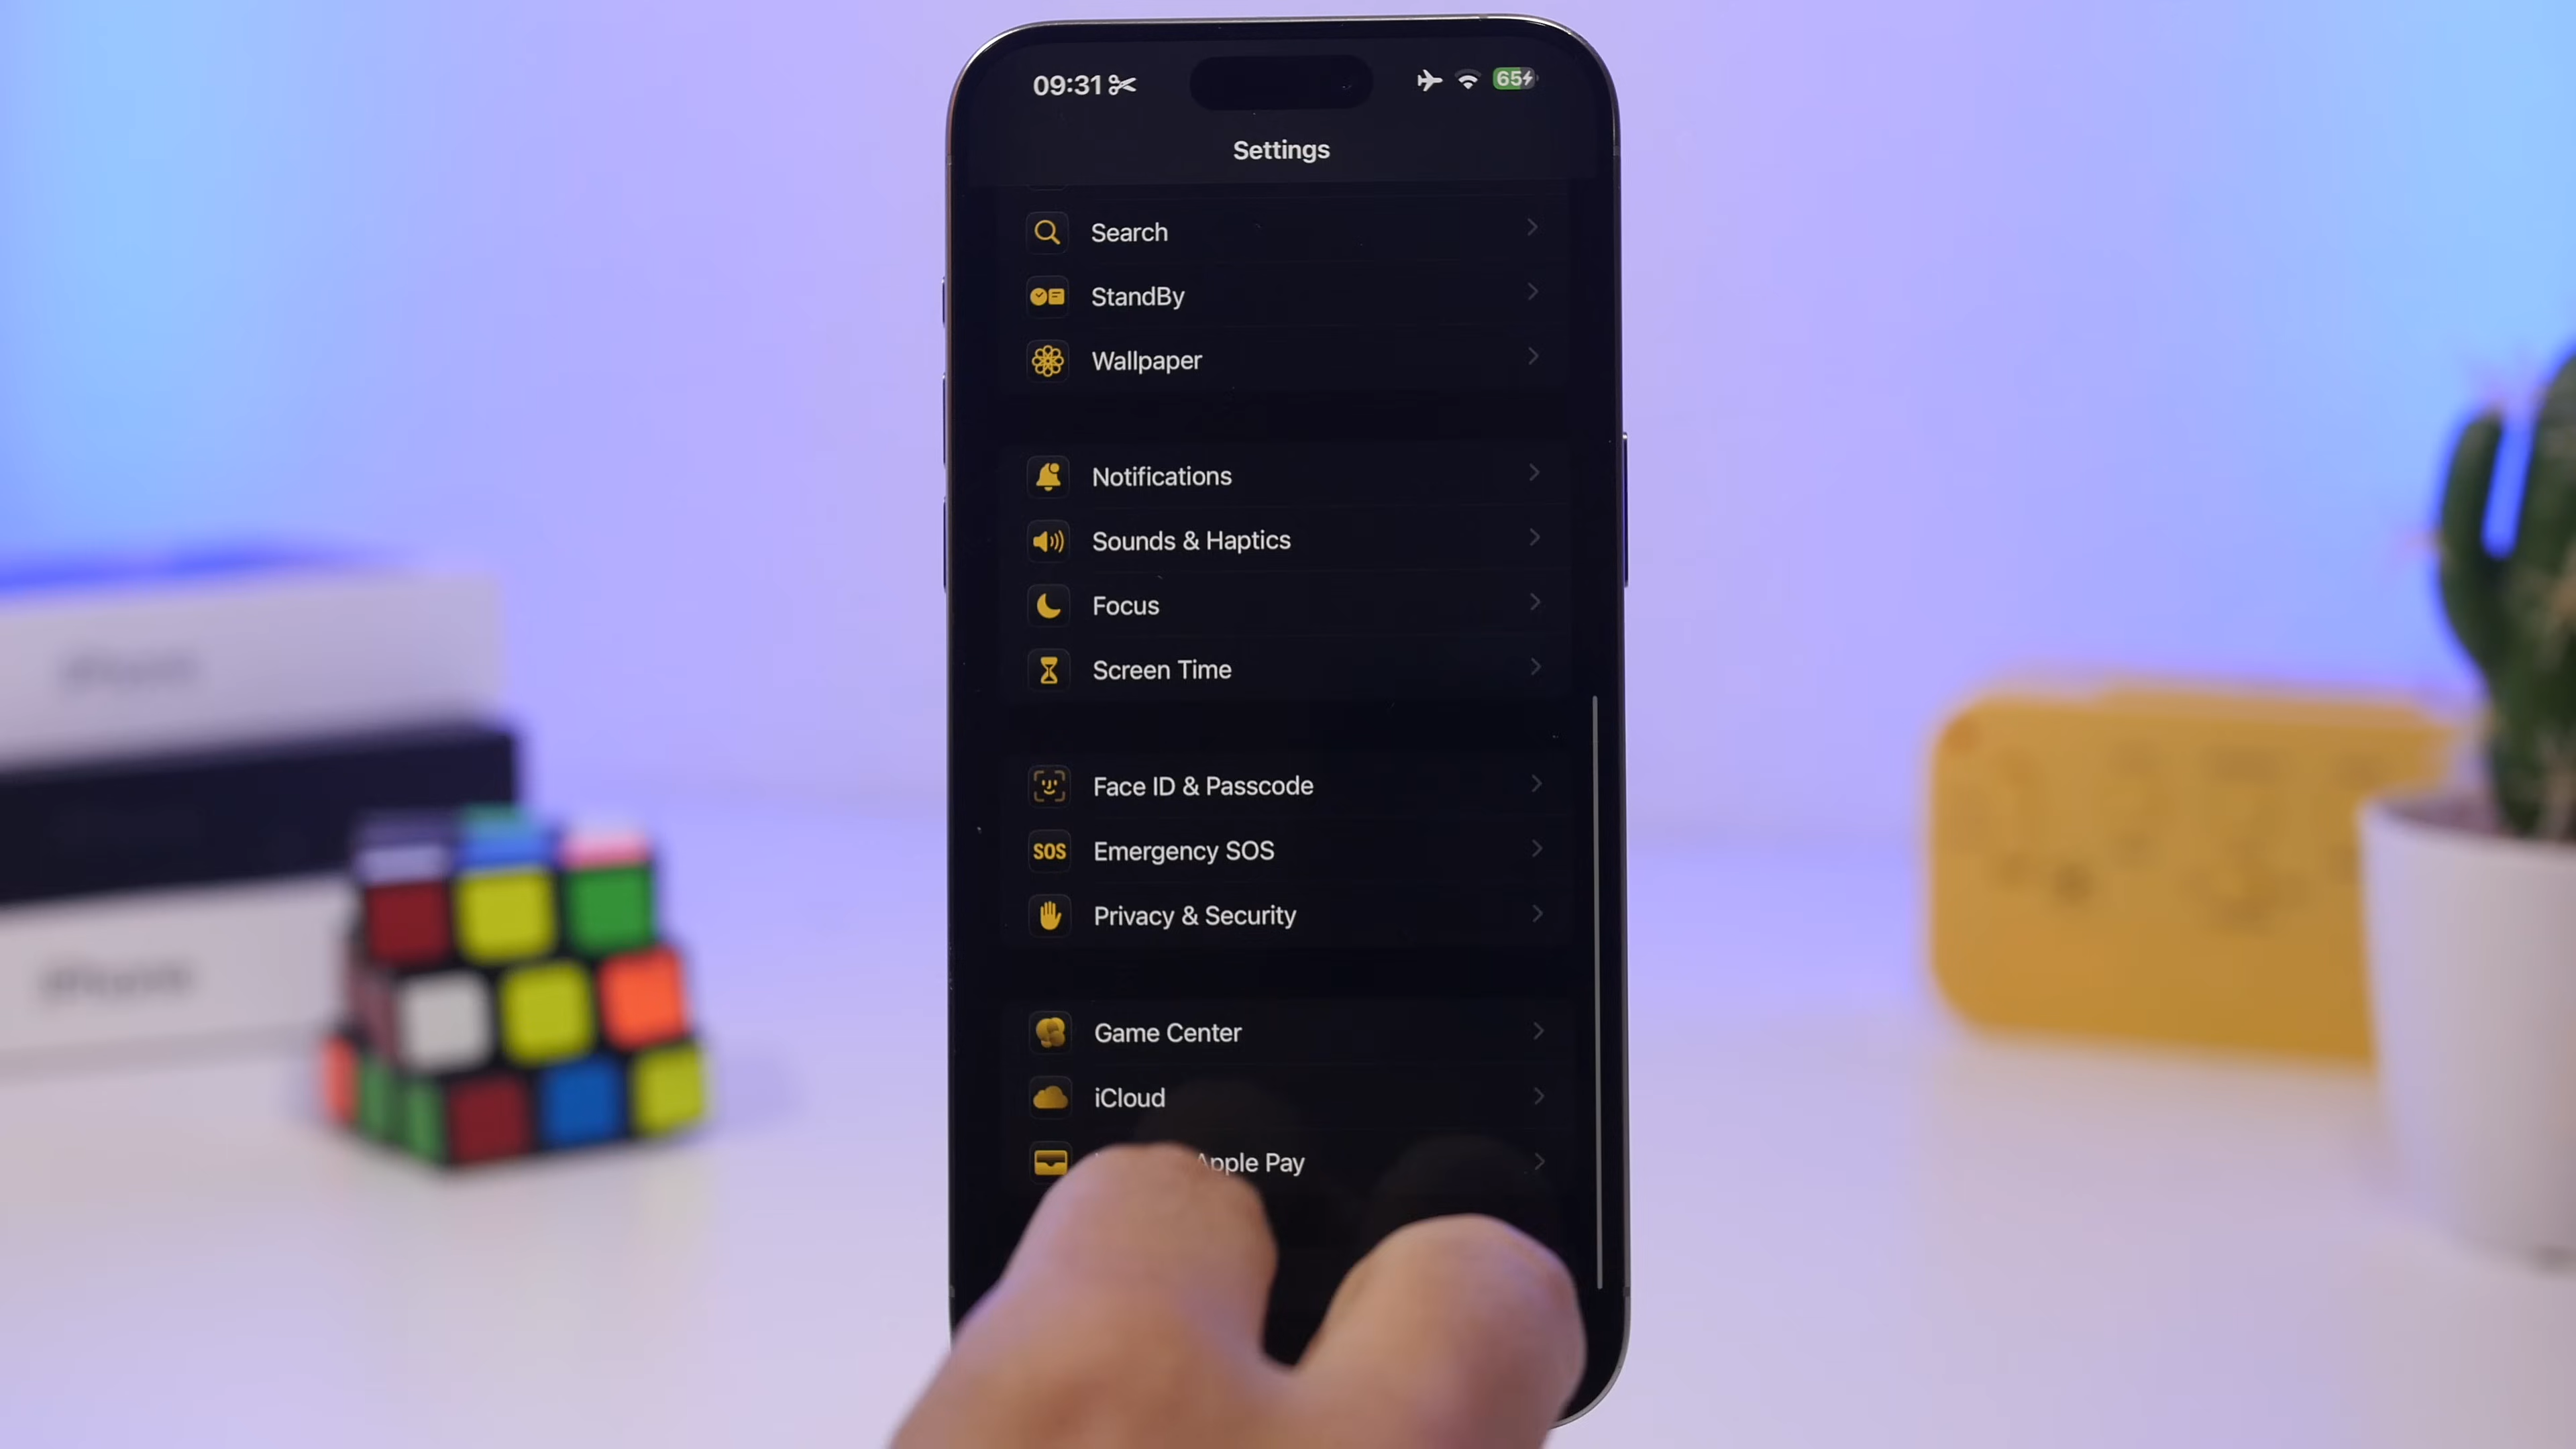 09:31
65
Settings
Search
StandBy
Wallpaper
Notifications
Sounds & Haptics
Focus
Screen Time
Face ID & Passcode
SOS Emergency SOS
Privacy & Security
Game Center
iCloud
Apple Pay